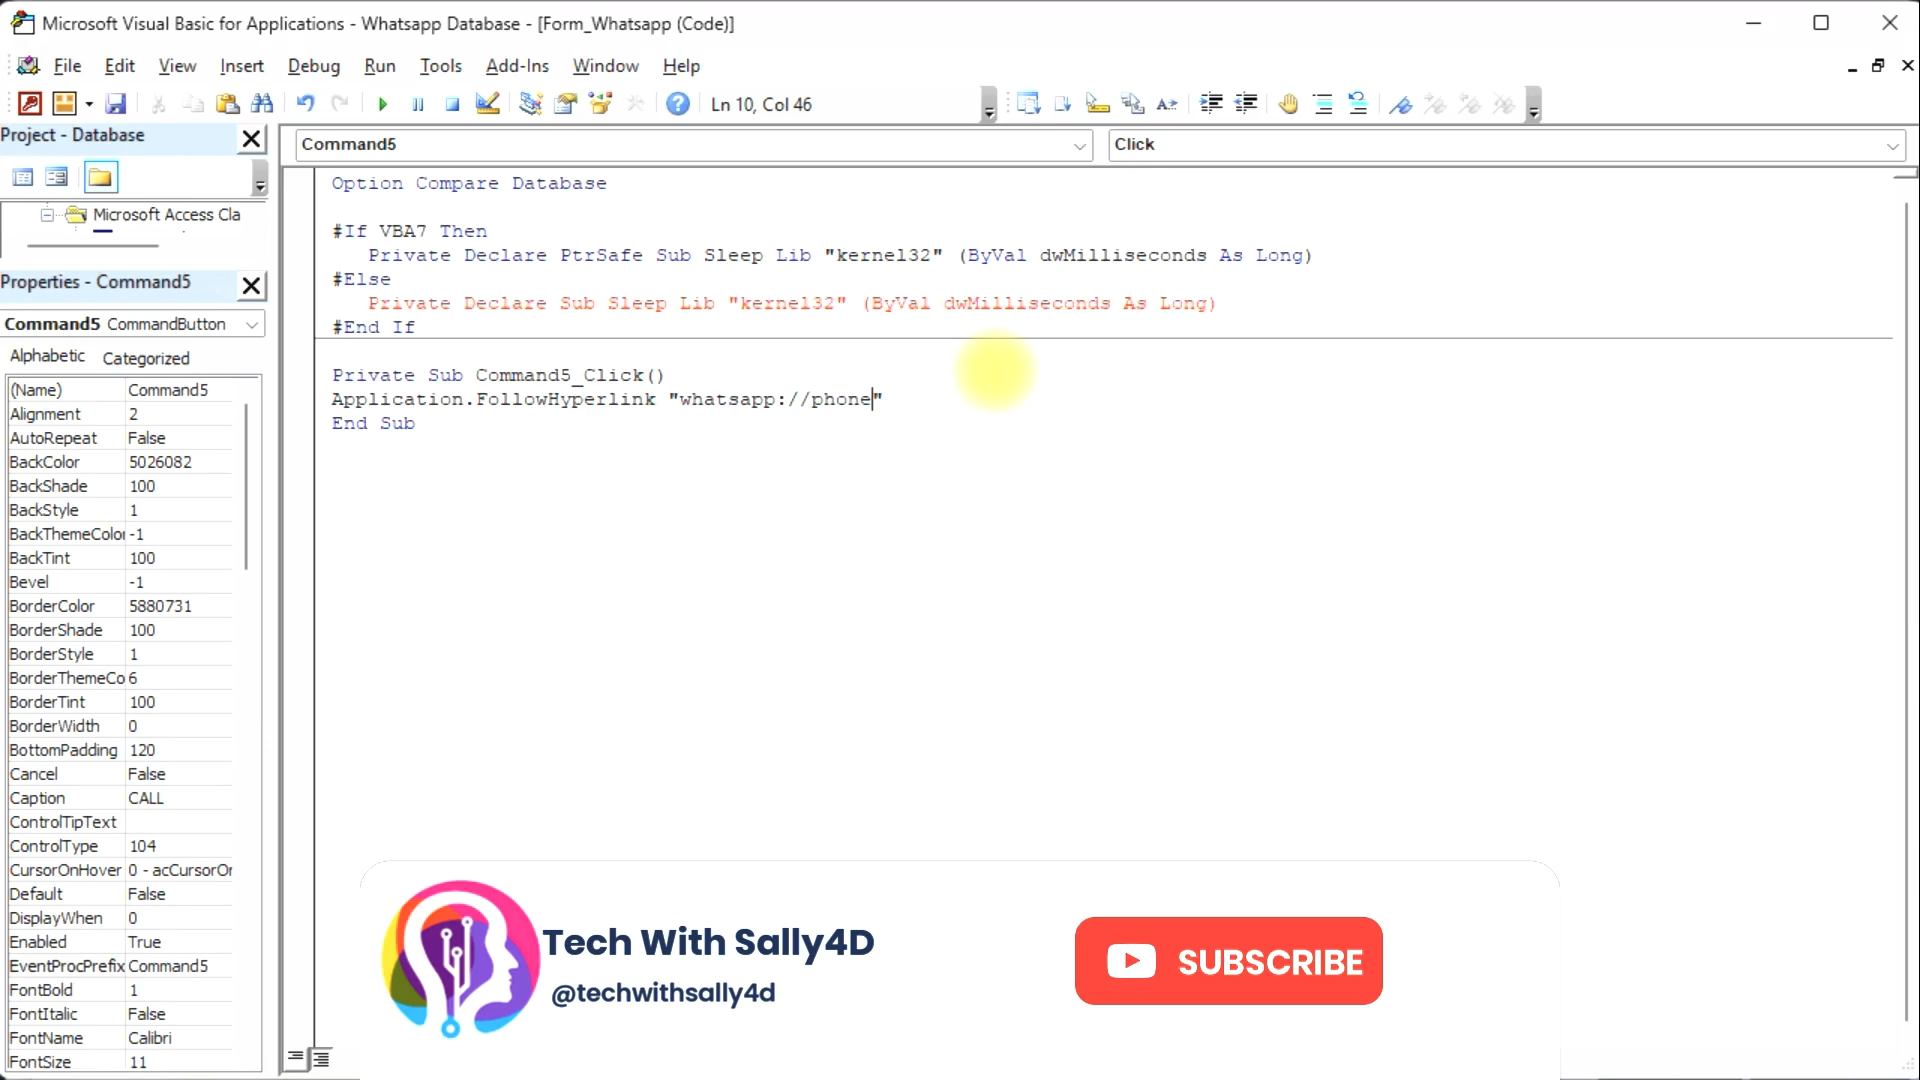 Microsoft Visual Basic for Applications - Whatsapp Database - [Form_Whatsapp (Code)]
File Edit View Insert Debug Run Tools Add-Ins Window Help
Ln 10, Col 46
Project - Database
Microsoft Access Cla
Properties - Command5
Command5 CommandButton
Alphabetic Categorized
(Name) Command5
Alignment 2
AutoRepeat False
BackColor 5026082
BackShade 100
BackStyle 1
BackThemeColor -1
BackTint 100
Bevel -1
BorderColor 5880731
BorderShade 100
BorderStyle 1
BorderThemeCo 6
BorderTint 100
BorderWidth 0
BottomPadding 120
Cancel False
Caption CALL
ControlTipText
ControlType 104
CursorOnHover 0 - acCursorOr
Default False
DisplayWhen 0
Enabled True
EventProcPrefix Command5
FontBold 1
FontItalic False
FontName Calibri
FontSize 11
Command5
Click
Option Compare Database
#If VBA7 Then
Private Declare PtrSafe Sub Sleep Lib "kernel32" (ByVal dwMilliseconds As Long)
#Else
Private Declare Sub Sleep Lib "kernel32" (ByVal dwMilliseconds As Long)
#End If
Private Sub Command5_Click()
Application.FollowHyperlink "whatsapp://phone"
End Sub
Tech With Sally4D
@techwithsally4d
SUBSCRIBE